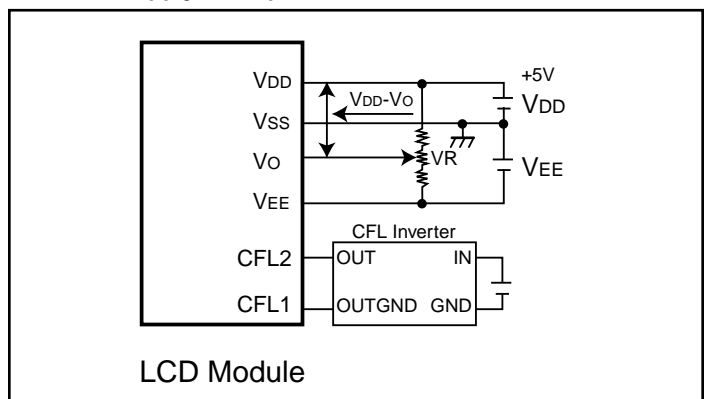 VDD
VSS
VO
VEE
CFL2
CFL1
VDD-VO
VR
+5V
VDD
VEE
CFL Inverter
OUT IN
OUTGND GND
LCD Module